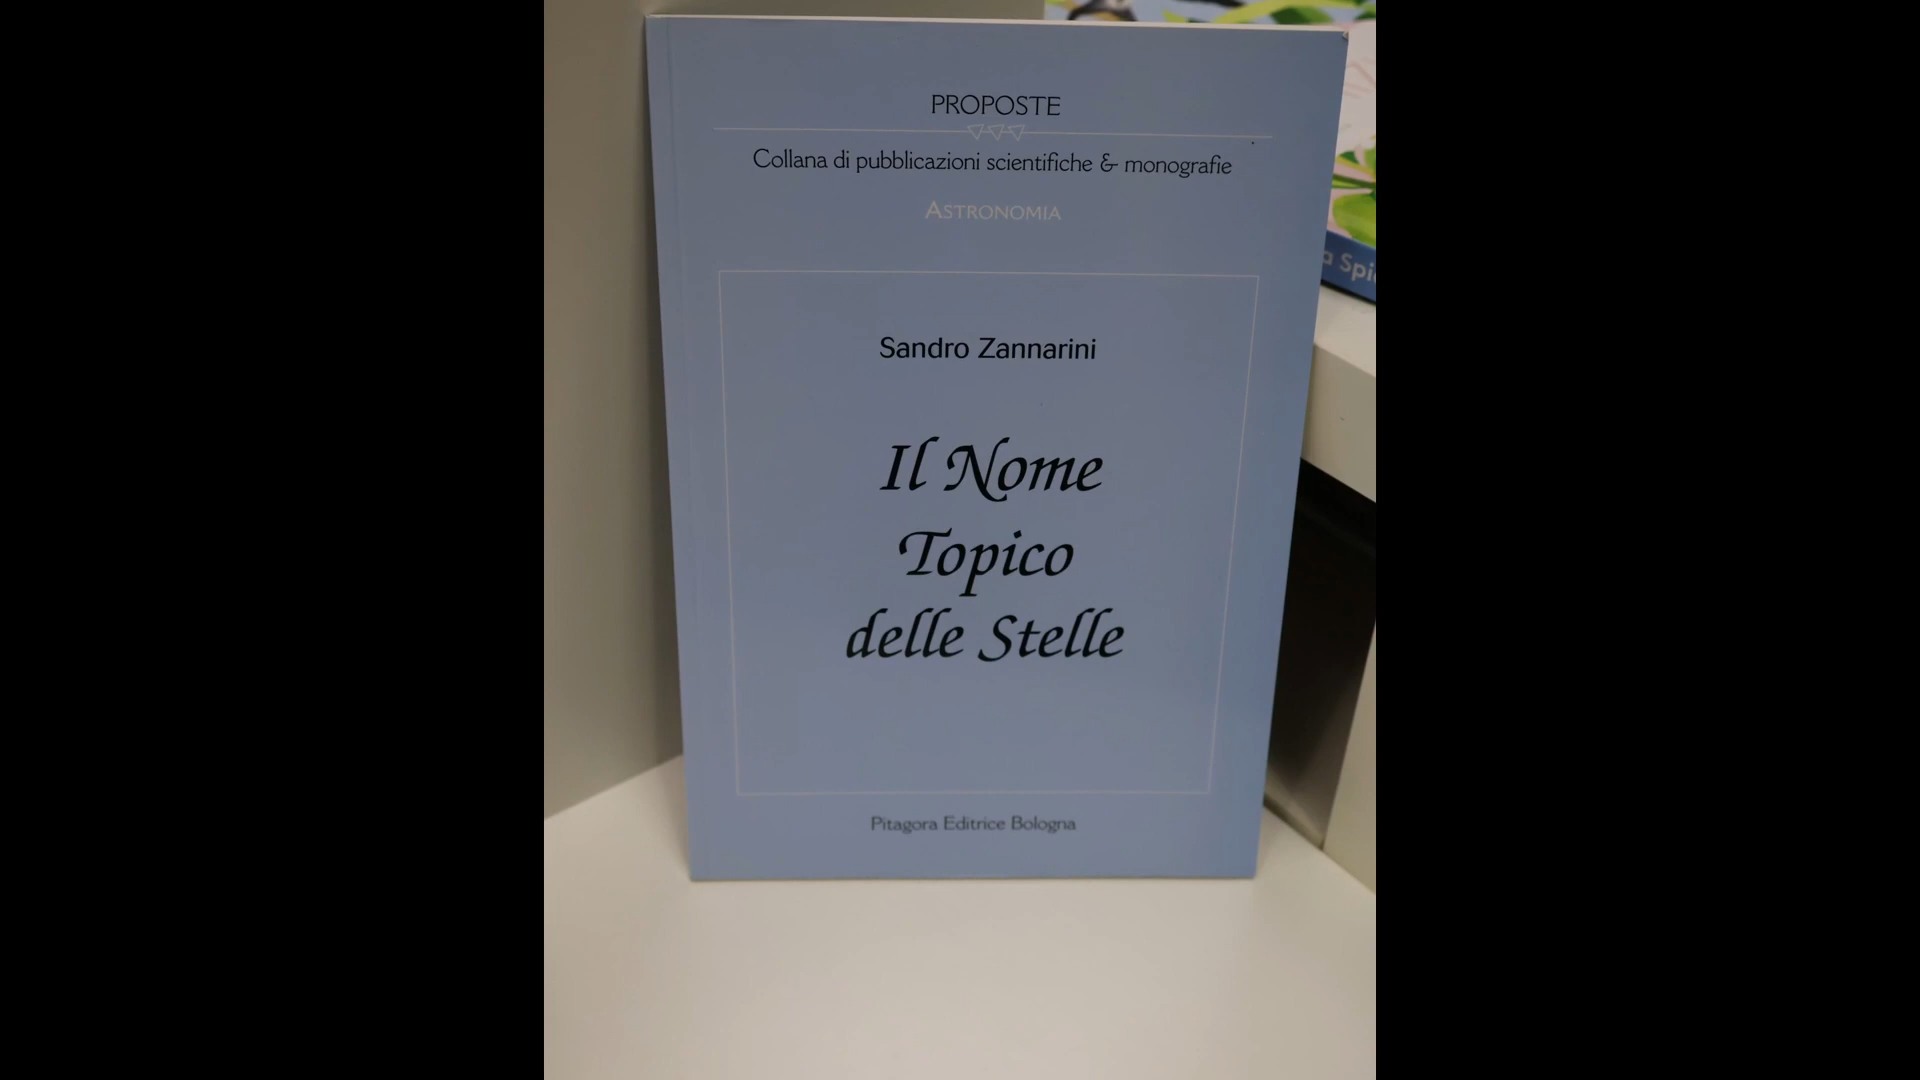 PROPOSTE
Collana di pubblicazioni scientifiche & monografie
ASTRONOMIA
Sandro Zannarini
Il Nome
Topico
delle Stelle
Pitagora Editrice Bologna